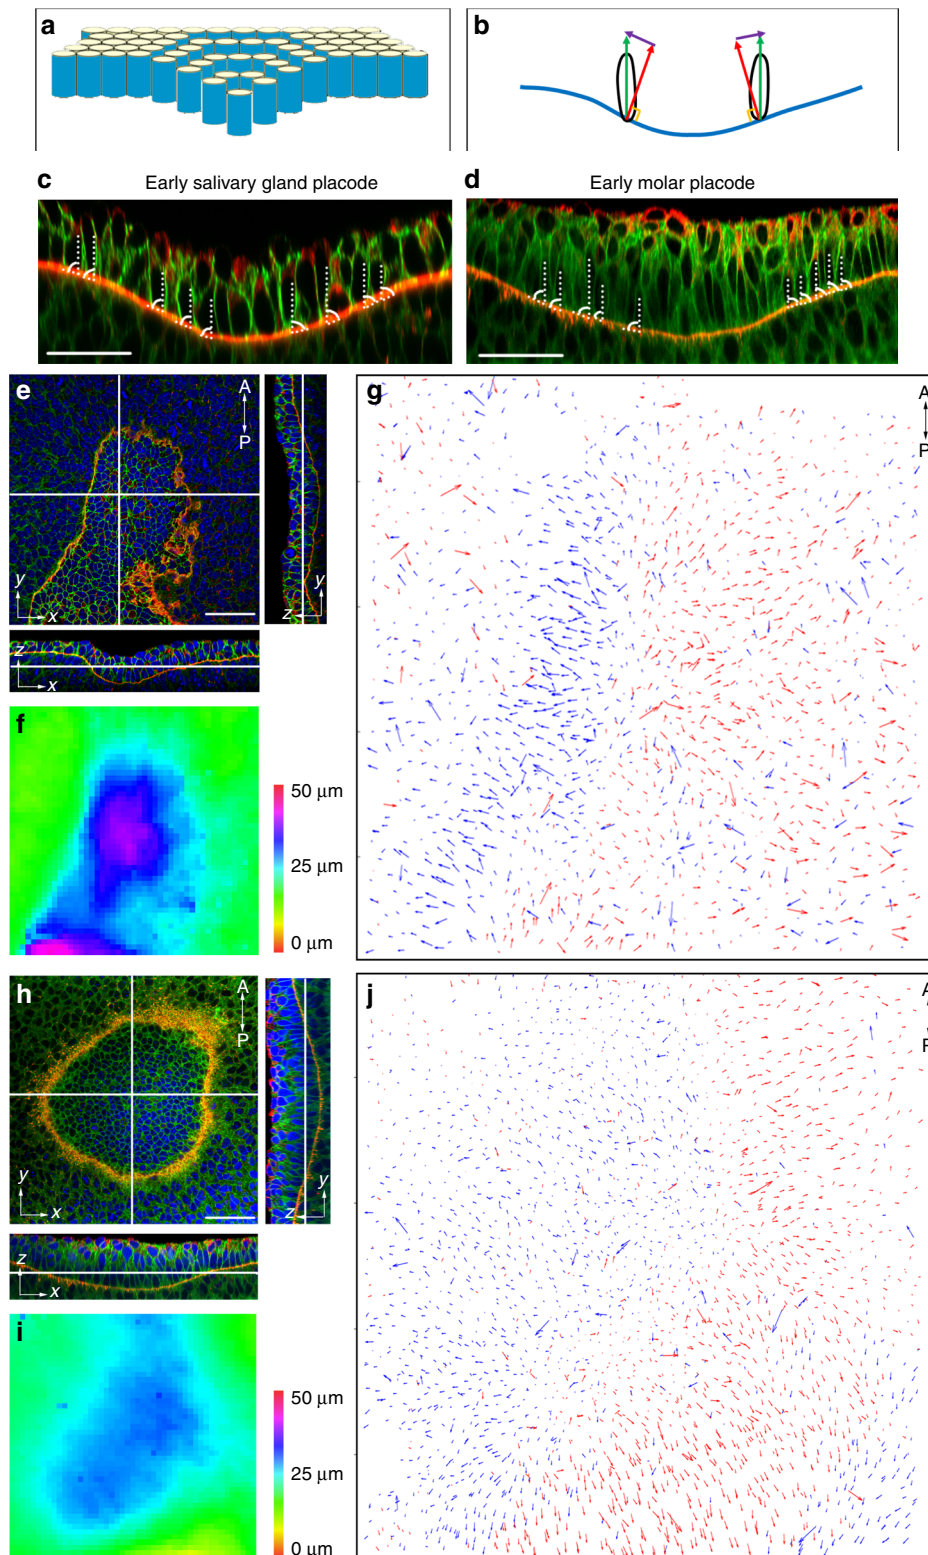 a
b
c
Early salivary gland placode
d
Early molar placode
e
A
P
y
x
z
y
z
x
f
50 µm
25 µm
0 µm
g
A
P
h
A
P
y
x
z
y
z
x
i
50 µm
25 µm
0 µm
j
A